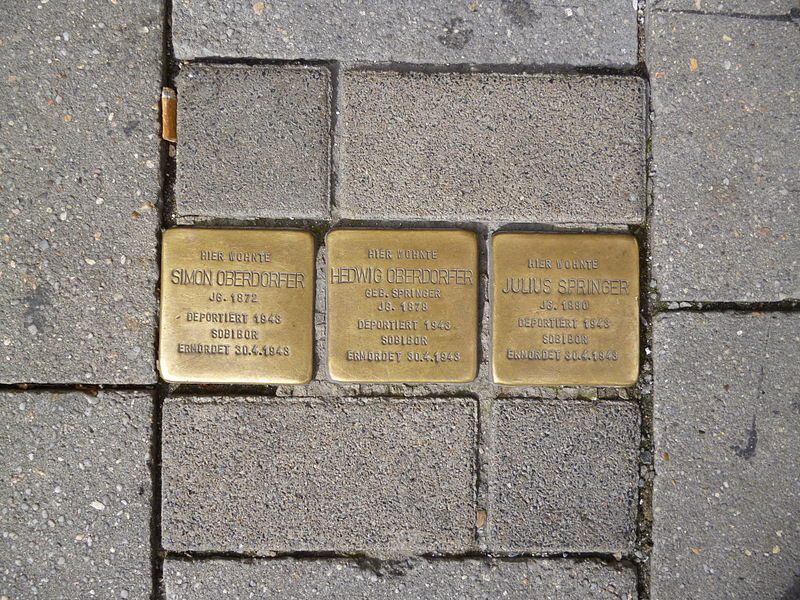 HIER WOHNTE
SIMON OBERDORFER
JG. 1872
DEPORTIERT 1943
SOBIBOR
ERMORDET 30.4.1943
HIER WOHNTE
HEDWIG OBERDORFER
GEB. SPRINGER
JG. 1878
DEPORTIERT 1943
SOBIBOR
ERMORDET 30.4.1943
HIER WOHNTE
JULIUS SPRINGER
JG. 1880
DEPORTIERT 1943
SOBIBOR
ERMORDET 30.4.1943